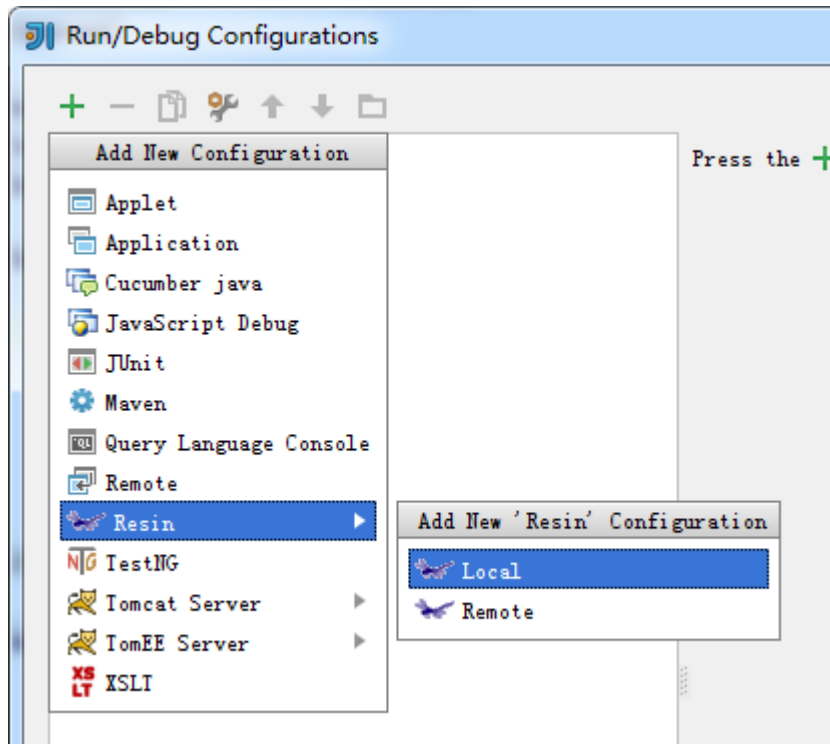 Run/Debug Configurations
Add New Configuration
Press the
Applet
Application
Cucumber java
JavaScript Debug
JUnit
Maven
Query Language Console
Remote
Resin
Add New 'Resin' Configuration
Local
Remote
TestNG
Tomcat Server
TomEE Server
XSLT